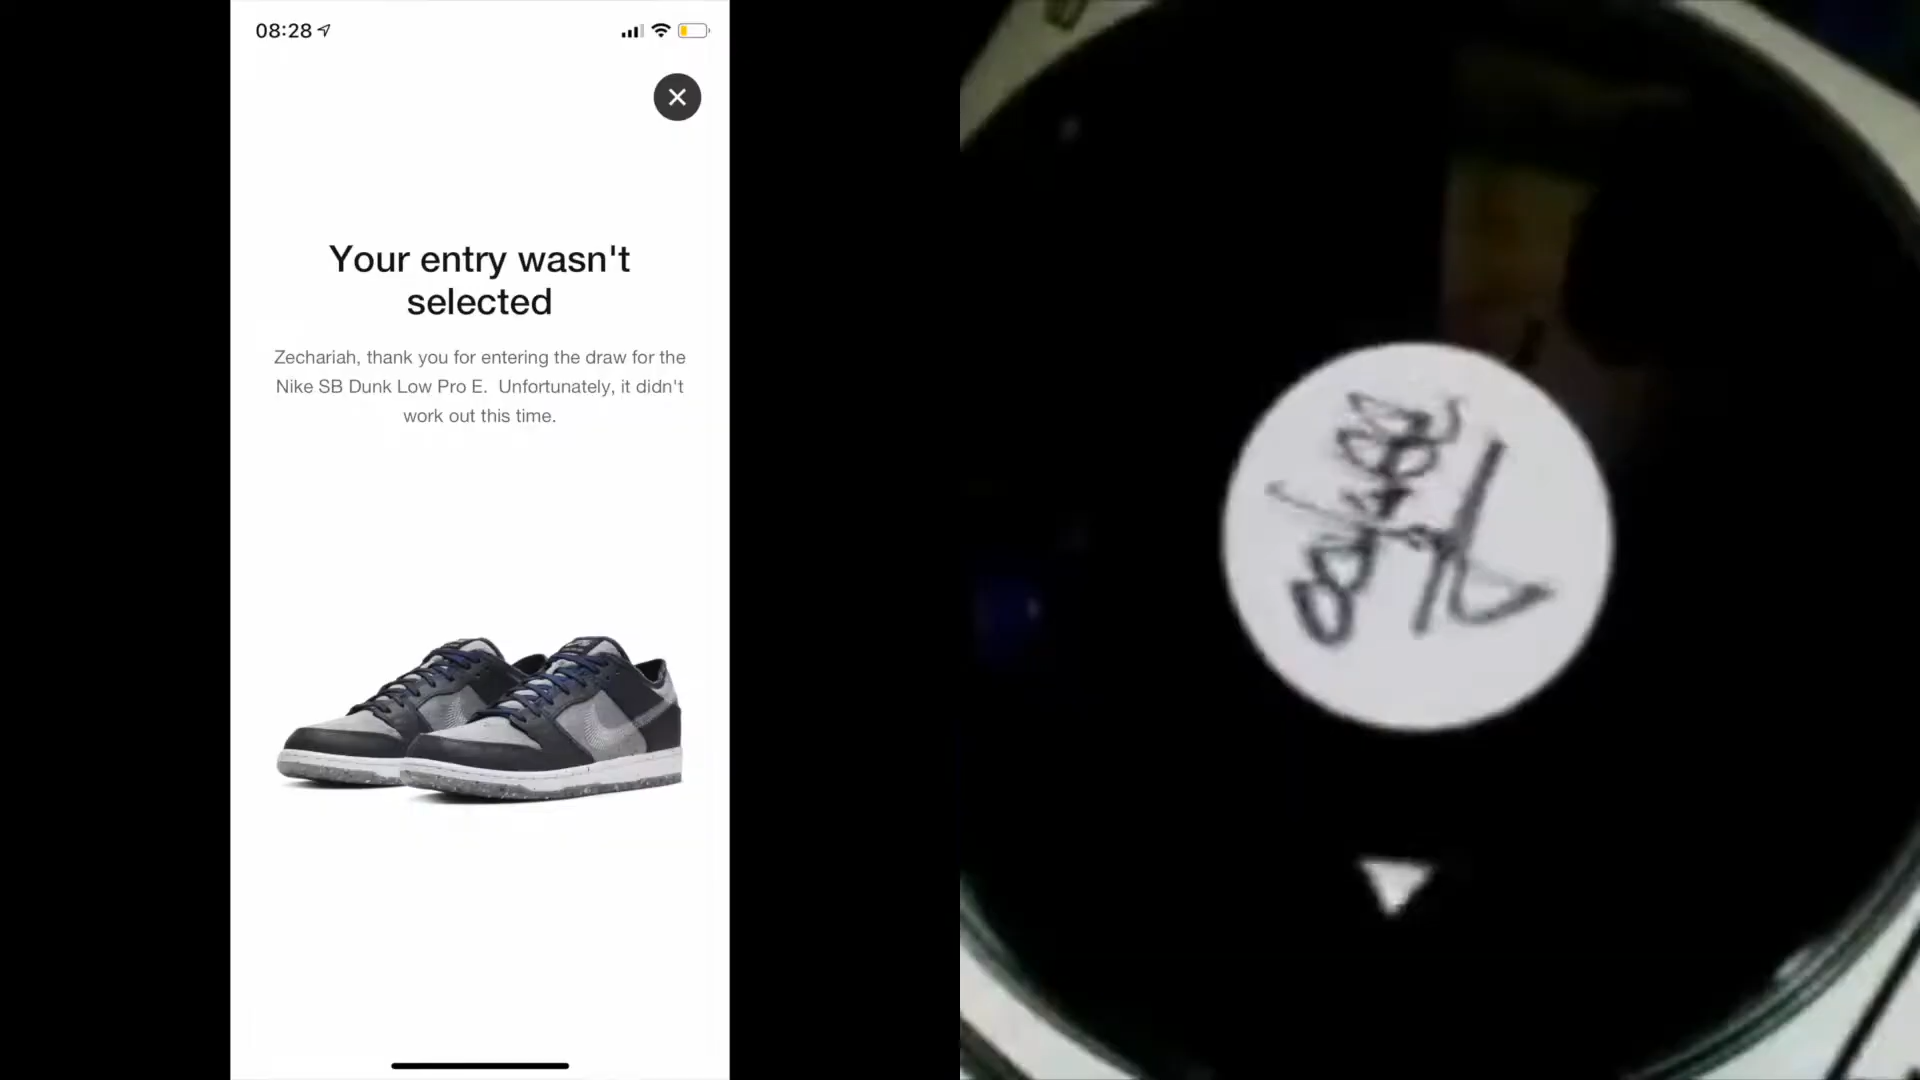 08:28
Your entry wasn't
selected
Zechariah, thank you for entering the draw for the
Nike SB Dunk Low Pro E.  Unfortunately, it didn't
work out this time.